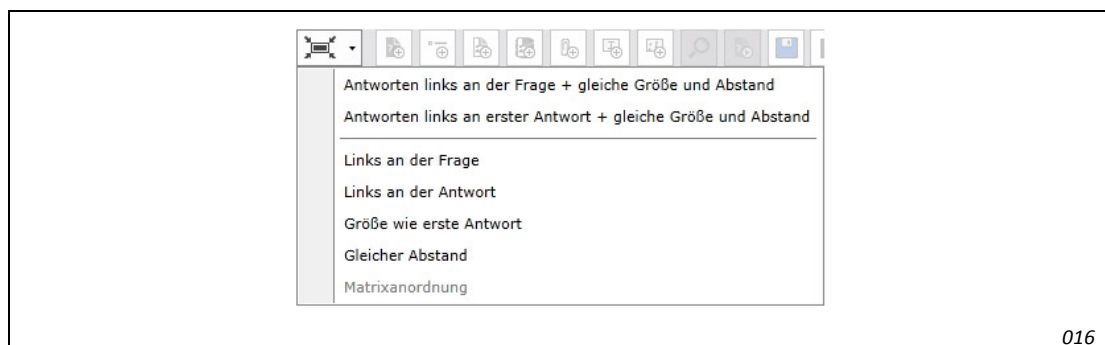 Antworten links an der Frage + gleiche Größe und Abstand
Antworten links an erster Antwort + gleiche Größe und Abstand
Links an der Frage
Links an der Antwort
Größe wie erste Antwort
Gleicher Abstand
Matrixanordnung
016